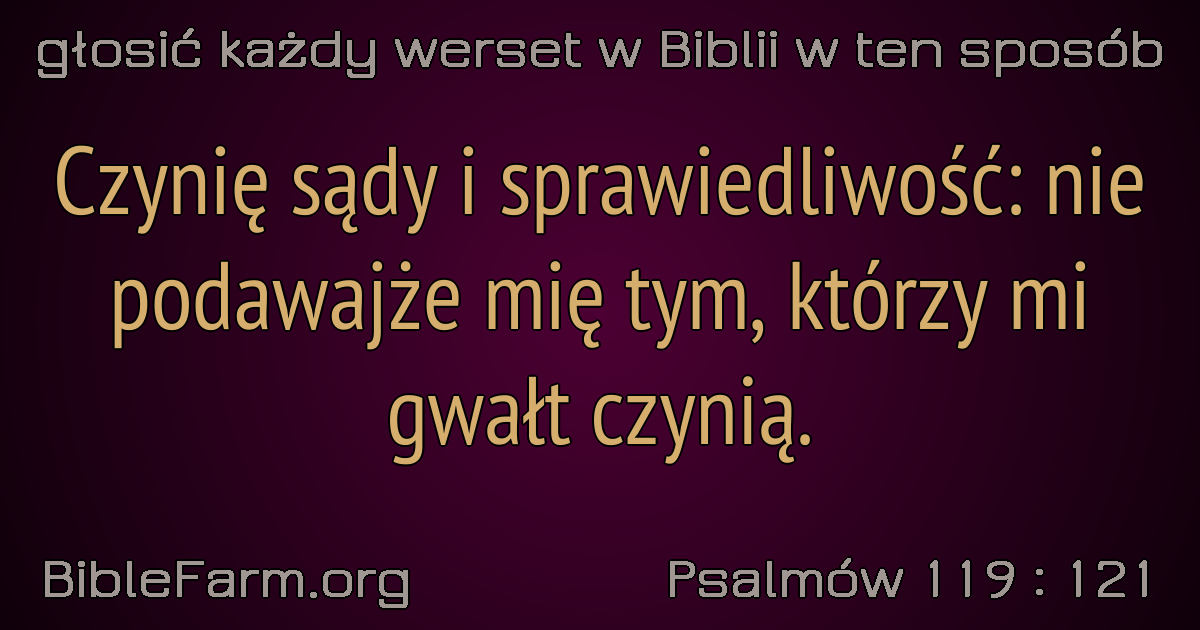 głosić każdy werset w Biblii w ten sposób
Czynię sądy i sprawiedliwość: nie
podawajże mię tym, którzy mi
gwałt czynią.
BibleFarm.org
Psalmów 119 : 121